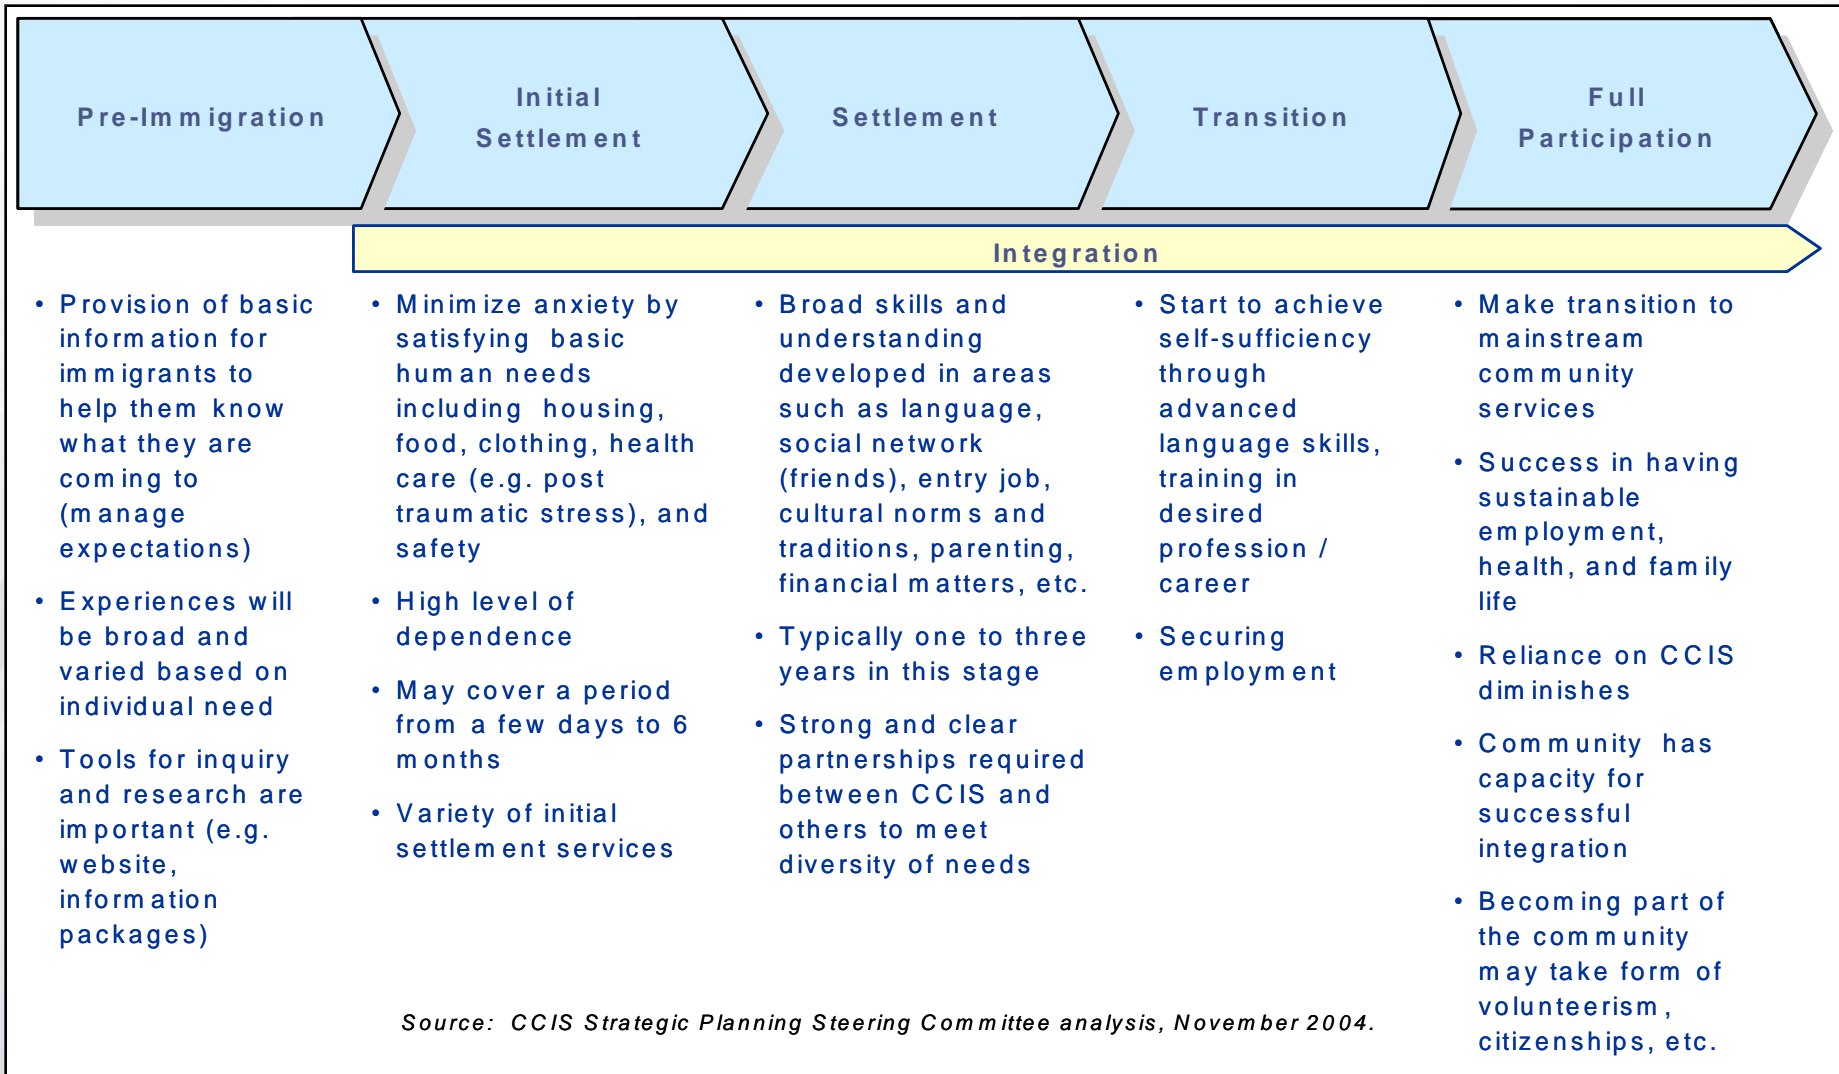 Pre-Immigration
Initial
Settlement
Settlement
Transition
Full
Participation
Integration
• Provision of basic
information for
immigrants to
help them know
what they are
coming to
(manage
expectations)
• Experiences will
be broad and
varied based on
individual need
• Tools for inquiry
and research are
important (e.g.
website,
information
packages)
• Minimize anxiety by
satisfying basic
human needs
including housing,
food, clothing, health
care (e.g. post
traumatic stress), and
safety
• High level of
dependence
• May cover a period
from a few days to 6
months
• Variety of initial
settlement services
• Broad skills and
understanding
developed in areas
such as language,
social network
(friends), entry job,
cultural norms and
traditions, parenting,
financial matters, etc.
• Typically one to three
years in this stage
• Strong and clear
partnerships required
between CCIS and
others to meet
diversity of needs
• Start to achieve
self-sufficiency
through
advanced
language skills,
training in
desired
profession /
career
• Securing
employment
• Make transition to
mainstream
community
services
• Success in having
sustainable
employment,
health, and family
life
• Reliance on CCIS
diminishes
• Community has
capacity for
successful
integration
• Becoming part of
the community
may take form of
volunteerism,
citizenships, etc.
Source: CCIS Strategic Planning Steering Committee analysis, November 2004.